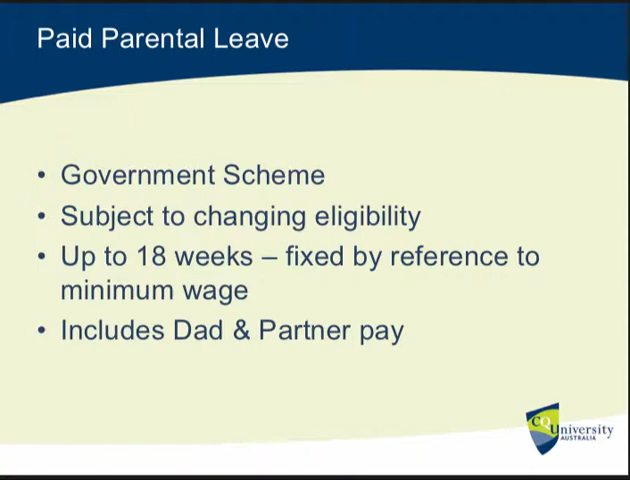 Paid Parental Leave
• Government Scheme
• Subject to changing eligibility
• Up to 18 weeks – fixed by reference to
minimum wage
• Includes Dad & Partner pay
CQUniversity
AUSTRALIA